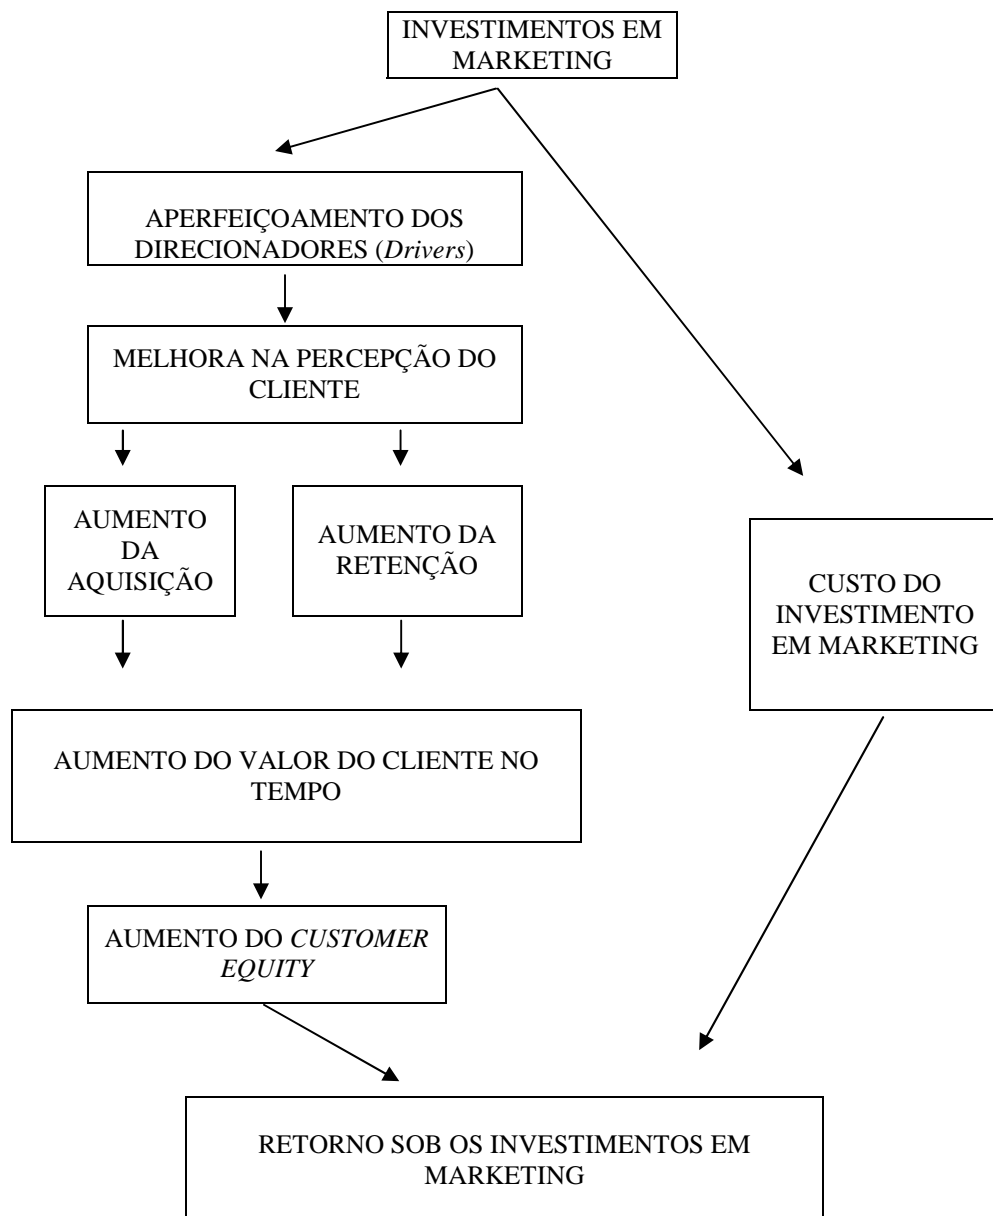 INVESTIMENTOS EM
MARKETING
APERFEIÇOAMENTO DOS
DIRECIONADORES (Drivers)
MELHORA NA PERCEPÇÃO DO
CLIENTE
AUMENTO
DA
AQUISIÇÃO
AUMENTO DA
RETENÇÃO
CUSTO DO
INVESTIMENTO
EM MARKETING
AUMENTO DO VALOR DO CLIENTE NO
TEMPO
AUMENTO DO CUSTOMER
EQUITY
RETORNO SOB OS INVESTIMENTOS EM
MARKETING